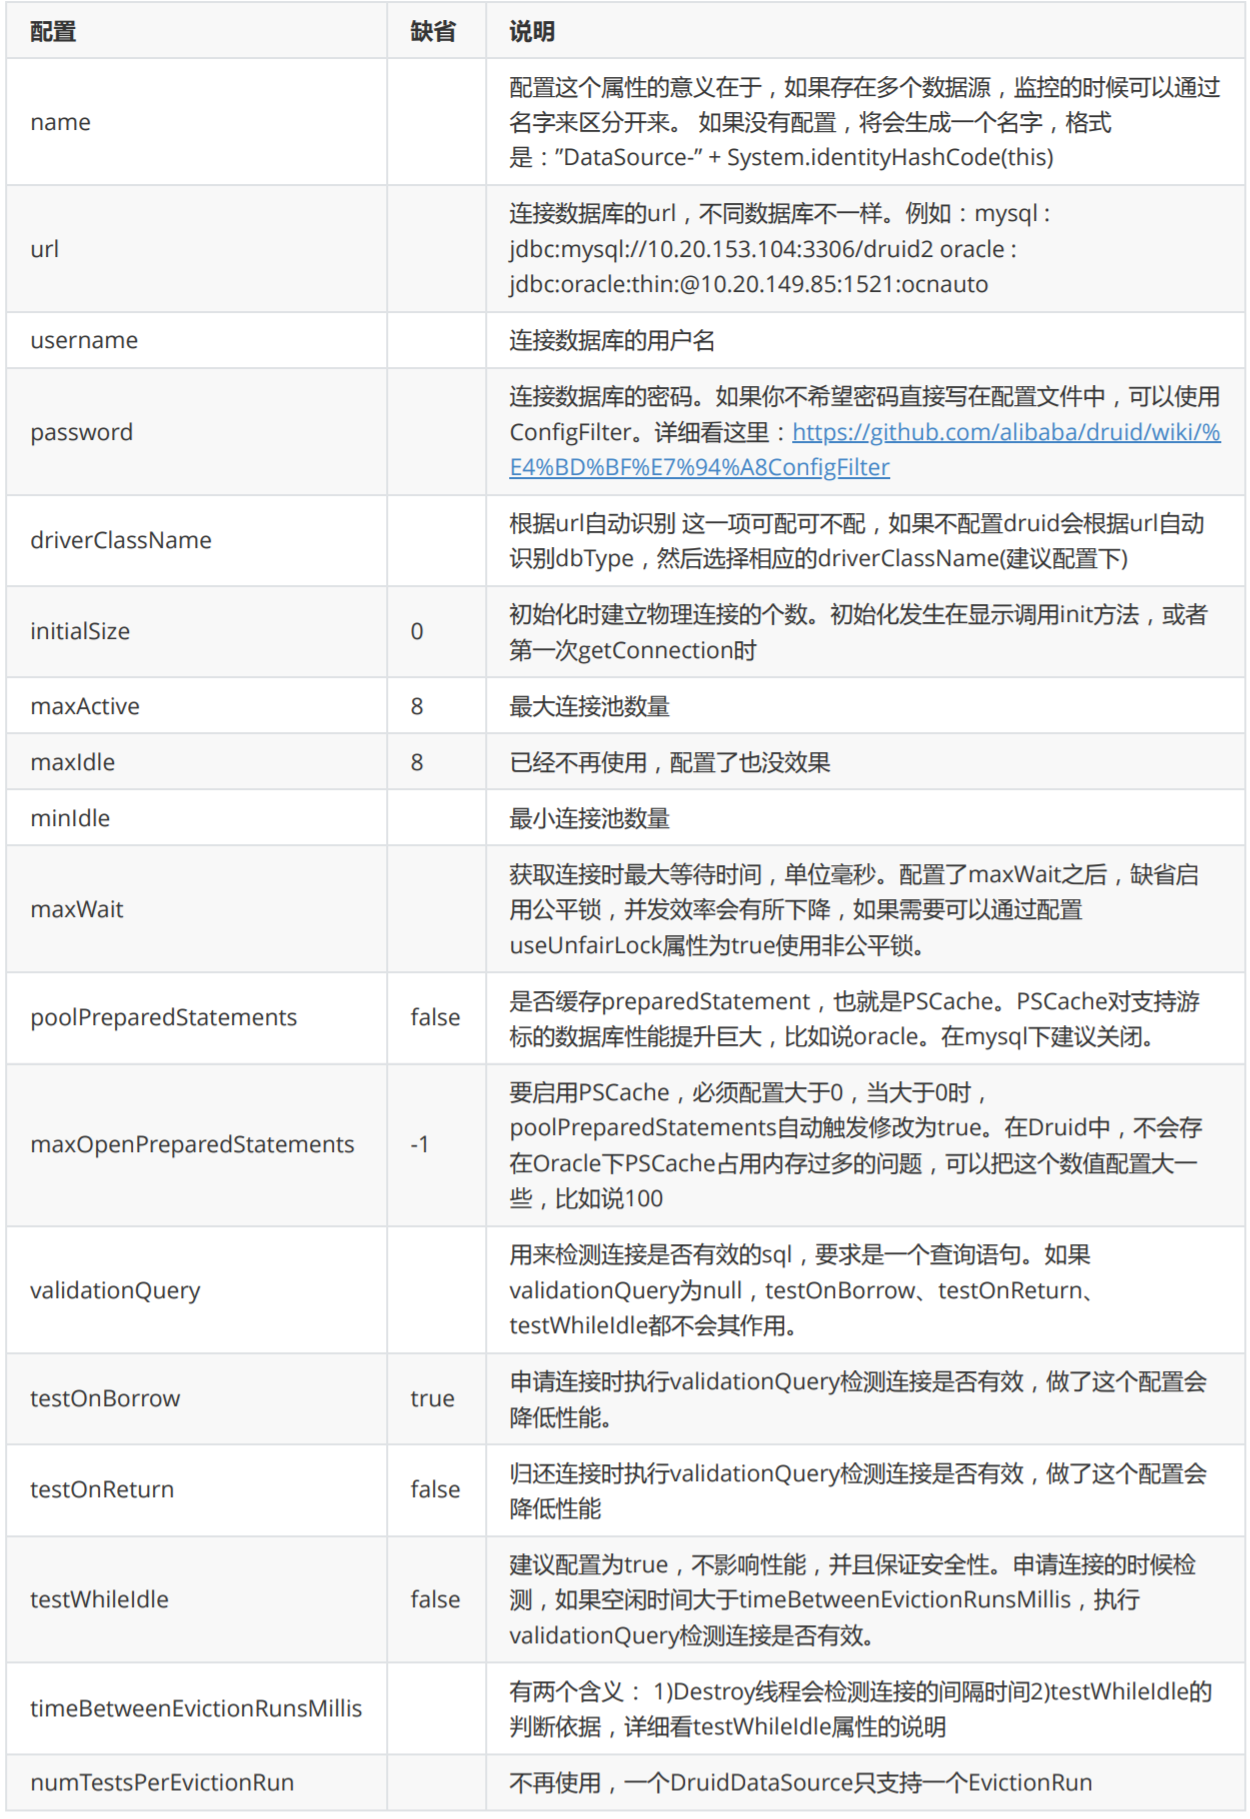 配置 缺省 说明
name
配置这个属性的意义在于，如果存在多个数据源，监控的时候可以通过
名字来区分开来。 如果没有配置，将会生成一个名字，格式
是：”DataSource-” + System.identityHashCode(this)
url
连接数据库的url，不同数据库不一样。例如：mysql :
jdbc:mysql://10.20.153.104:3306/druid2 oracle :
jdbc:oracle:thin:@10.20.149.85:1521:ocnauto
username 连接数据库的用户名
password
连接数据库的密码。如果你不希望密码直接写在配置文件中，可以使用
ConfigFilter。详细看这里：https://github.com/alibaba/druid/wiki/%
E4%BD%BF%E7%94%A8ConfigFilter
driverClassName
根据url自动识别 这一项可配可不配，如果不配置druid会根据url自动
识别dbType，然后选择相应的driverClassName(建议配置下)
initialSize 0
初始化时建立物理连接的个数。初始化发生在显示调用init方法，或者
第一次getConnection时
maxActive 8 最大连接池数量
maxIdle 8 已经不再使用，配置了也没效果
minIdle 最小连接池数量
maxWait
获取连接时最大等待时间，单位毫秒。配置了maxWait之后，缺省启
用公平锁，并发效率会有所下降，如果需要可以通过配置
useUnfairLock属性为true使用非公平锁。
poolPreparedStatements false
是否缓存preparedStatement，也就是PSCache。PSCache对支持游
标的数据库性能提升巨大，比如说oracle。在mysql下建议关闭。
maxOpenPreparedStatements -1
要启用PSCache，必须配置大于0，当大于0时，
poolPreparedStatements自动触发修改为true。在Druid中，不会存
在Oracle下PSCache占用内存过多的问题，可以把这个数值配置大一
些，比如说100
validationQuery
用来检测连接是否有效的sql，要求是一个查询语句。如果
validationQuery为null，testOnBorrow、testOnReturn、
testWhileIdle都不会其作用。
testOnBorrow true
申请连接时执行validationQuery检测连接是否有效，做了这个配置会
降低性能。
testOnReturn false
归还连接时执行validationQuery检测连接是否有效，做了这个配置会
降低性能
testWhileIdle false
建议配置为true，不影响性能，并且保证安全性。申请连接的时候检
测，如果空闲时间大于timeBetweenEvictionRunsMillis，执行
validationQuery检测连接是否有效。
timeBetweenEvictionRunsMillis
有两个含义： 1)Destroy线程会检测连接的间隔时间2)testWhileIdle的
判断依据，详细看testWhileIdle属性的说明
numTestsPerEvictionRun 不再使用，一个DruidDataSource只支持一个EvictionRun